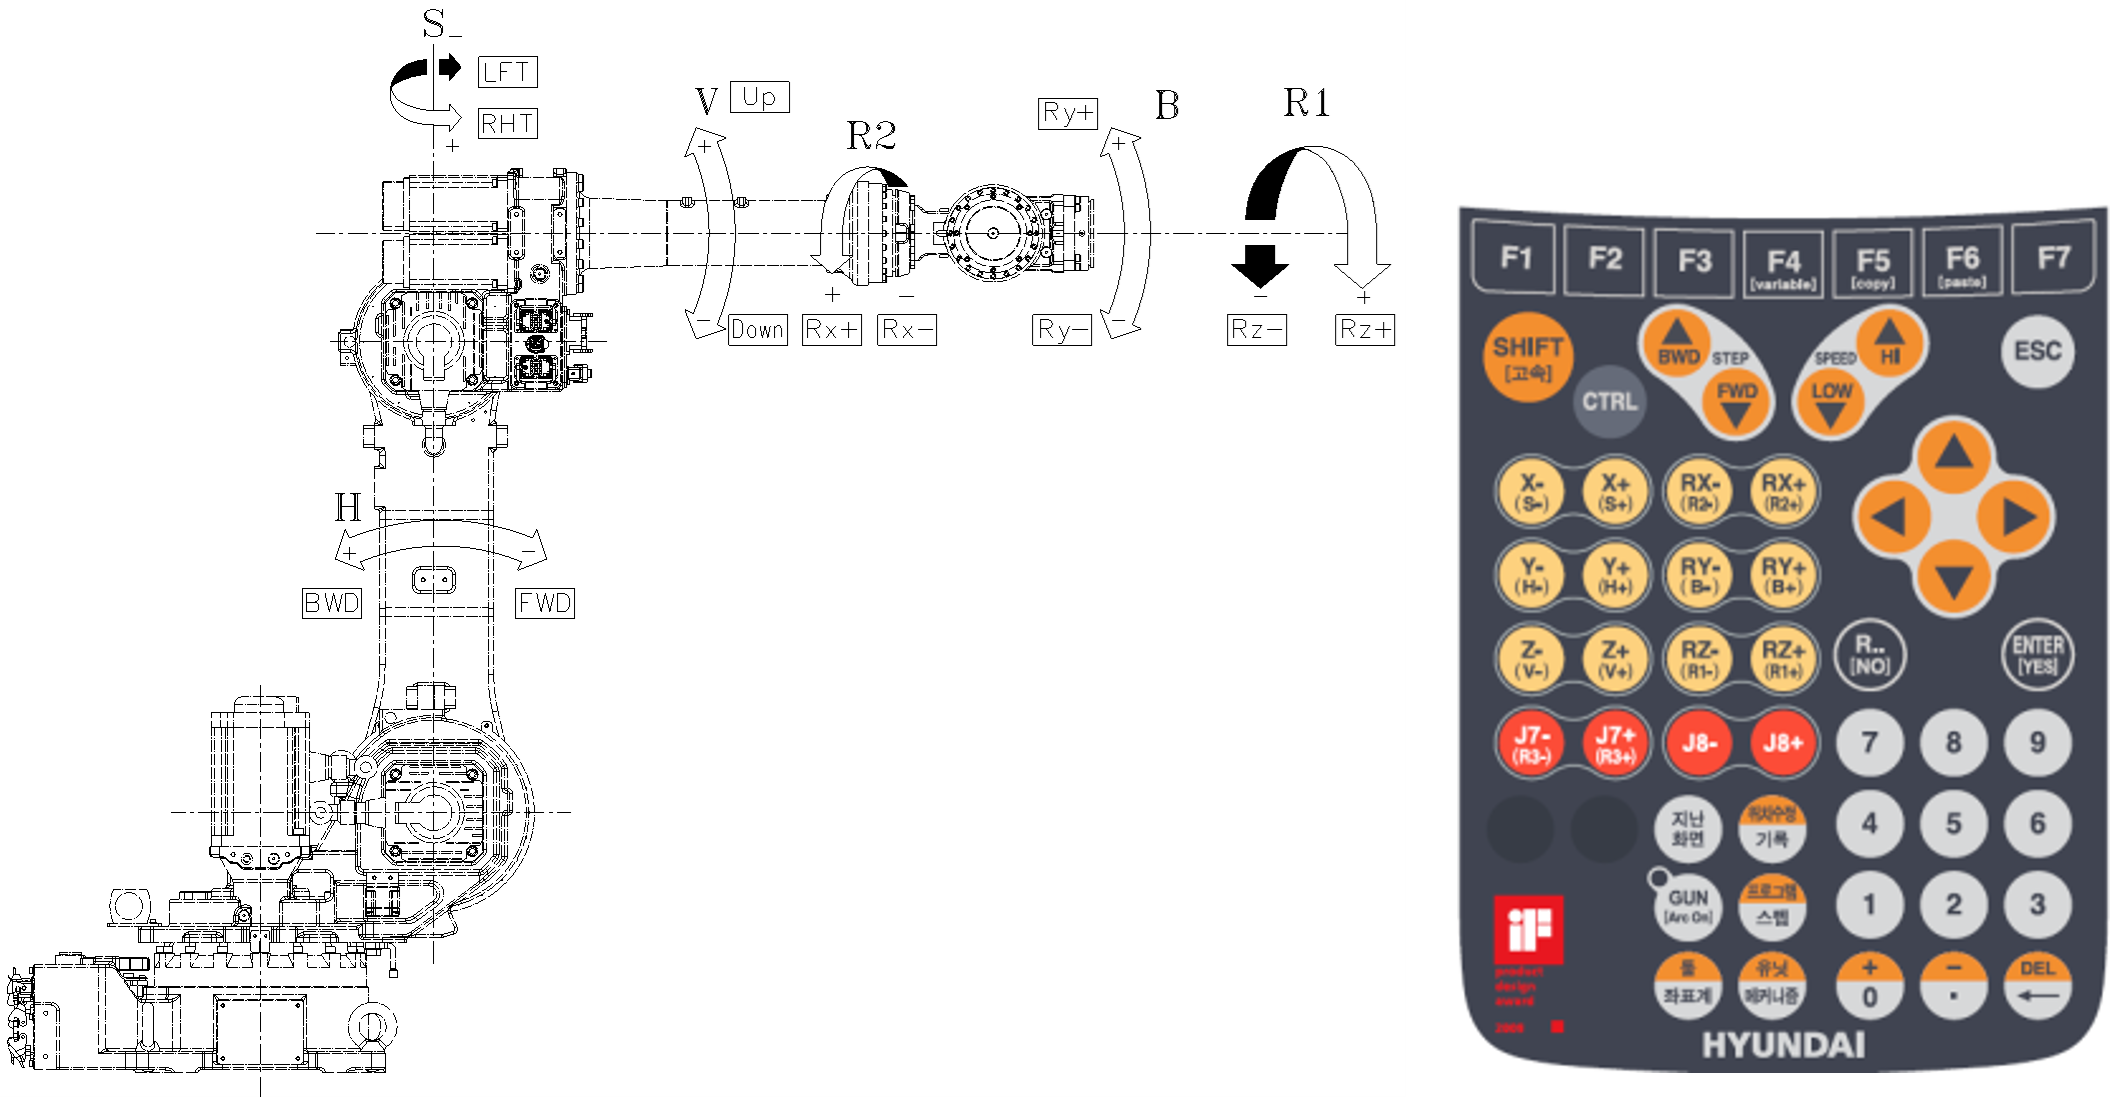 S
−
LFT
RHT
+
V
Up
+
−
Down
R2
+
−
Rx+
Rx−
Ry+
B
+
−
Ry−
R1
−
+
Rz−
Rz+
H
+
−
BWD
FWD
F1
F2
F3
F4
[variable]
F5
[copy]
F6
[paste]
F7
SHIFT
[고속]
CTRL
BWD
STEP
FWD
SPEED
HI
LOW
ESC
X-
(S-)
X+
(S+)
RX-
(R2-)
RX+
(R2+)
Y-
(H-)
Y+
(H+)
RY-
(B-)
RY+
(B+)
Z-
(V-)
Z+
(V+)
RZ-
(R1-)
RZ+
(R1+)
R..
[NO]
ENTER
[YES]
J7-
(R3-)
J7+
(R3+)
J8-
J8+
7
8
9
지난
화면
위치수정
기록
4
5
6
GUN
[Arc On]
프로그램
스텝
1
2
3
툴
좌표계
유닛
메커니즘
+
0
−
.
DEL
←
iF
product
design
award
2006
HYUNDAI